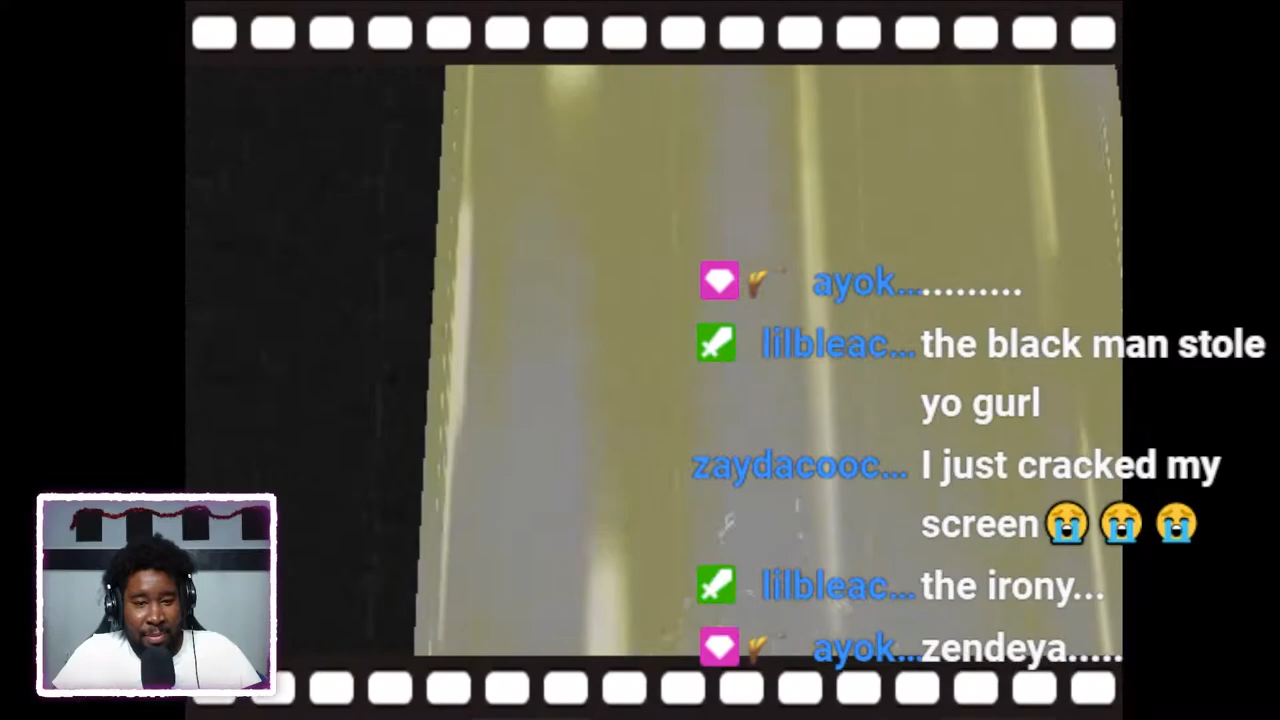 ayok... .........
lilbleac... the black man stole
yo gurl
zaydacooc... I just cracked my
screen😭😭😭
lilbleac... the irony...
ayok... zendeya.....